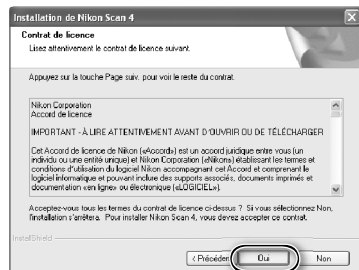 Installation de Nikon Scan 4
Contrat de licence
Lisez attentivement le contrat de licence suivant.
Appuyez sur la touche Page suiv. pour voir le reste du contrat.
Nikon Corporation
Accord de licence
IMPORTANT - À LIRE ATTENTIVEMENT AVANT D'OUVRIR OU DE TÉLÉCHARGER
Cet Accord de licence de Nikon («Accord») est un accord juridique entre vous (un
individu ou une entité unique) et Nikon Corporation («Nikon») établissant les termes et
conditions d'utilisation du logiciel Nikon accompagnant cet Accord et comprenant le
logiciel informatique et pouvant inclure des supports associés, documents imprimés et
documentation «en ligne» ou électronique («LOGICIEL»).
Acceptez-vous tous les termes du contrat de licence ci-dessus ? Si vous sélectionnez Non,
l'installation s'arrêtera. Pour installer Nikon Scan 4, vous devez accepter ce contrat.
InstallShield
< Précéden Oui Non